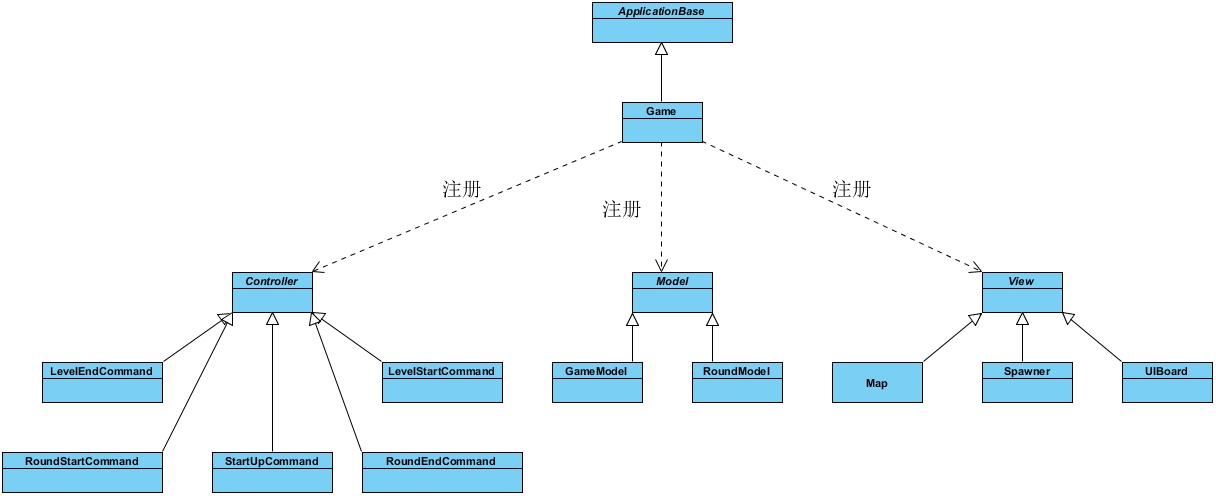 ApplicationBase
Game
注册
注册
注册
Controller
Model
View
LevelEndCommand
LevelStartCommand
GameModel
RoundModel
Map
Spawner
UIBoard
RoundStartCommand
StartUpCommand
RoundEndCommand